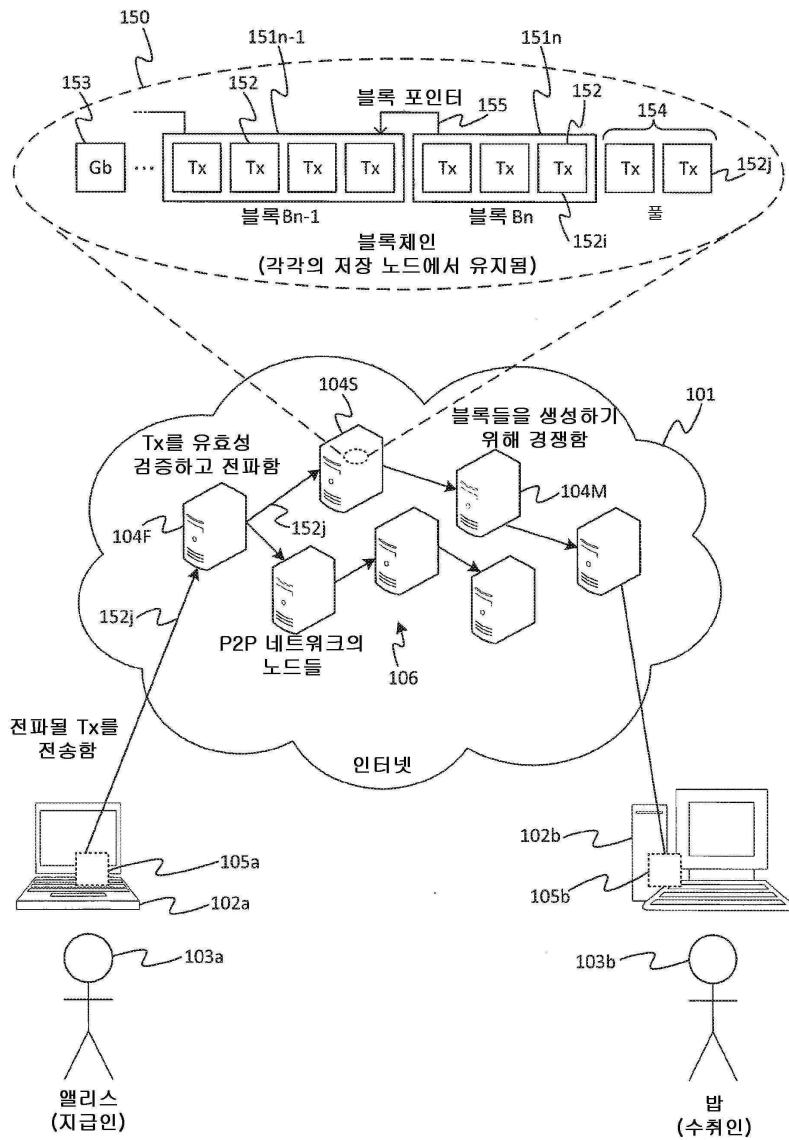 150
151n-1
151n
153
152
블록 포인터
155
152
154
Gb
...
Tx
Tx
Tx
Tx
Tx
Tx
Tx
Tx
Tx
152j
블록Bn-1
블록 Bn
152i
풀
블록체인
(각각의 저장 노드에서 유지됨)
104S
101
Tx를 유효성
검증하고 전파함
블록들을 생성하기
위해 경쟁함
104F
152j
104M
152j
P2P 네트워크의
노드들
106
전파될 Tx를
전송함
인터넷
102b
105a
105b
102a
103a
103b
앨리스
(지급인)
밥
(수취인)